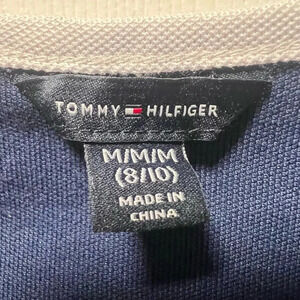 TOMMY HILFIGER
M/M/M
(8/10)
MADE IN
CHINA